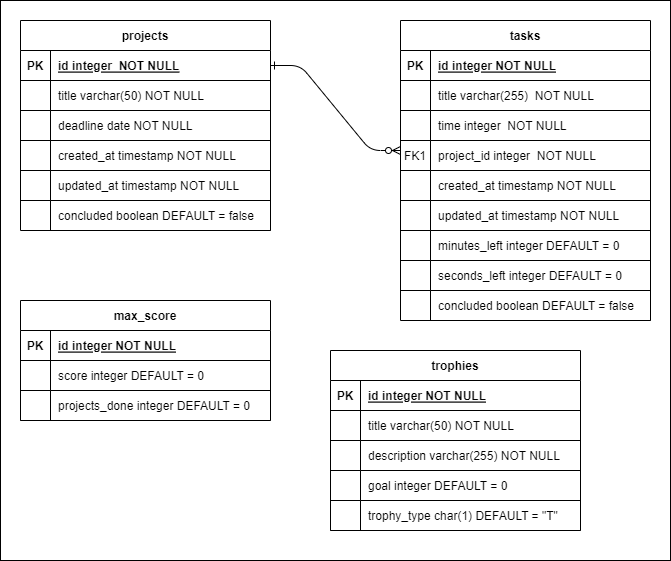 projects
PK id integer  NOT NULL
title varchar(50) NOT NULL
deadline date NOT NULL
created_at timestamp NOT NULL
updated_at timestamp NOT NULL
concluded boolean DEFAULT = false
tasks
PK id integer NOT NULL
title varchar(255)  NOT NULL
time integer  NOT NULL
FK1 project_id integer  NOT NULL
created_at timestamp NOT NULL
updated_at timestamp NOT NULL
minutes_left integer DEFAULT = 0
seconds_left integer DEFAULT = 0
concluded boolean DEFAULT = false
max_score
PK id integer NOT NULL
score integer DEFAULT = 0
projects_done integer DEFAULT = 0
trophies
PK id integer NOT NULL
title varchar(50) NOT NULL
description varchar(255) NOT NULL
goal integer DEFAULT = 0
trophy_type char(1) DEFAULT = "T"